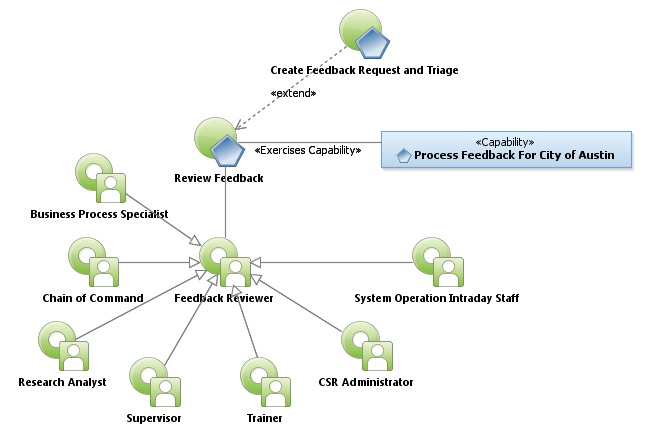 Create Feedback Request and Triage
«extend»
Review Feedback
«Exercises Capability»
«Capability»
Process Feedback For City of Austin
Business Process Specialist
Chain of Command
Feedback Reviewer
System Operation Intraday Staff
Research Analyst
Supervisor
Trainer
CSR Administrator